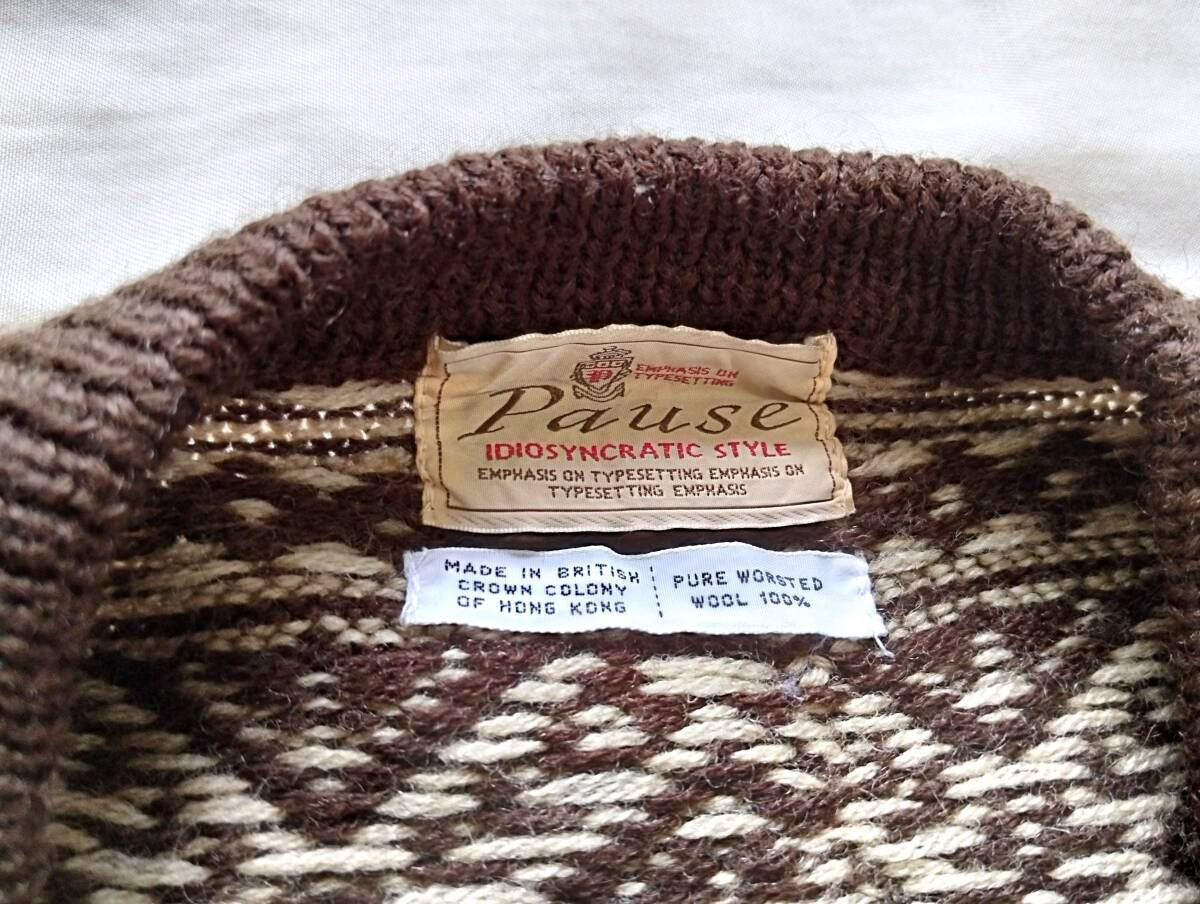 P
EMPHASIS ON
TYPESETTING
Pause
IDIOSYNCRATIC STYLE
EMPHASIS ON TYPESETTING EMPHASIS ON
TYPESETTING EMPHASIS
MADE IN BRITISH
CROWN COLONY
OF HONG KONG
PURE WORSTED
WOOL 100%